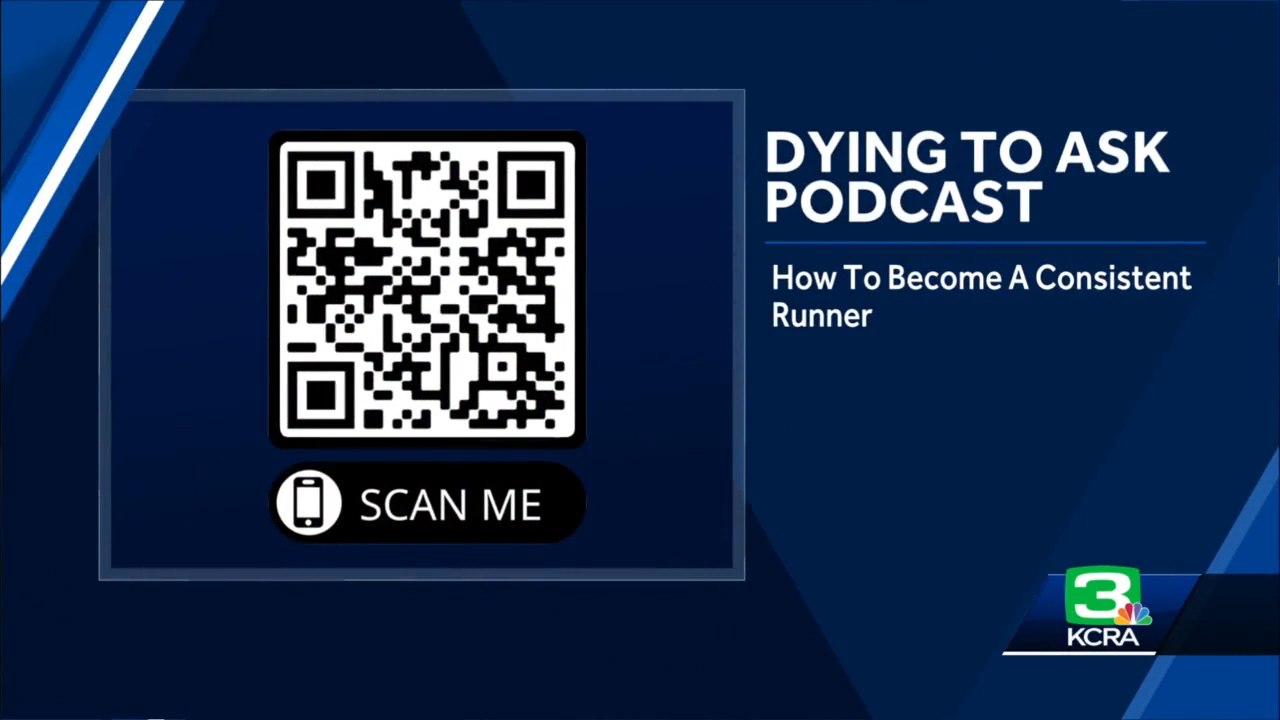 DYING TO ASK
PODCAST
How To Become A Consistent
Runner
SCAN ME
3
KCRA